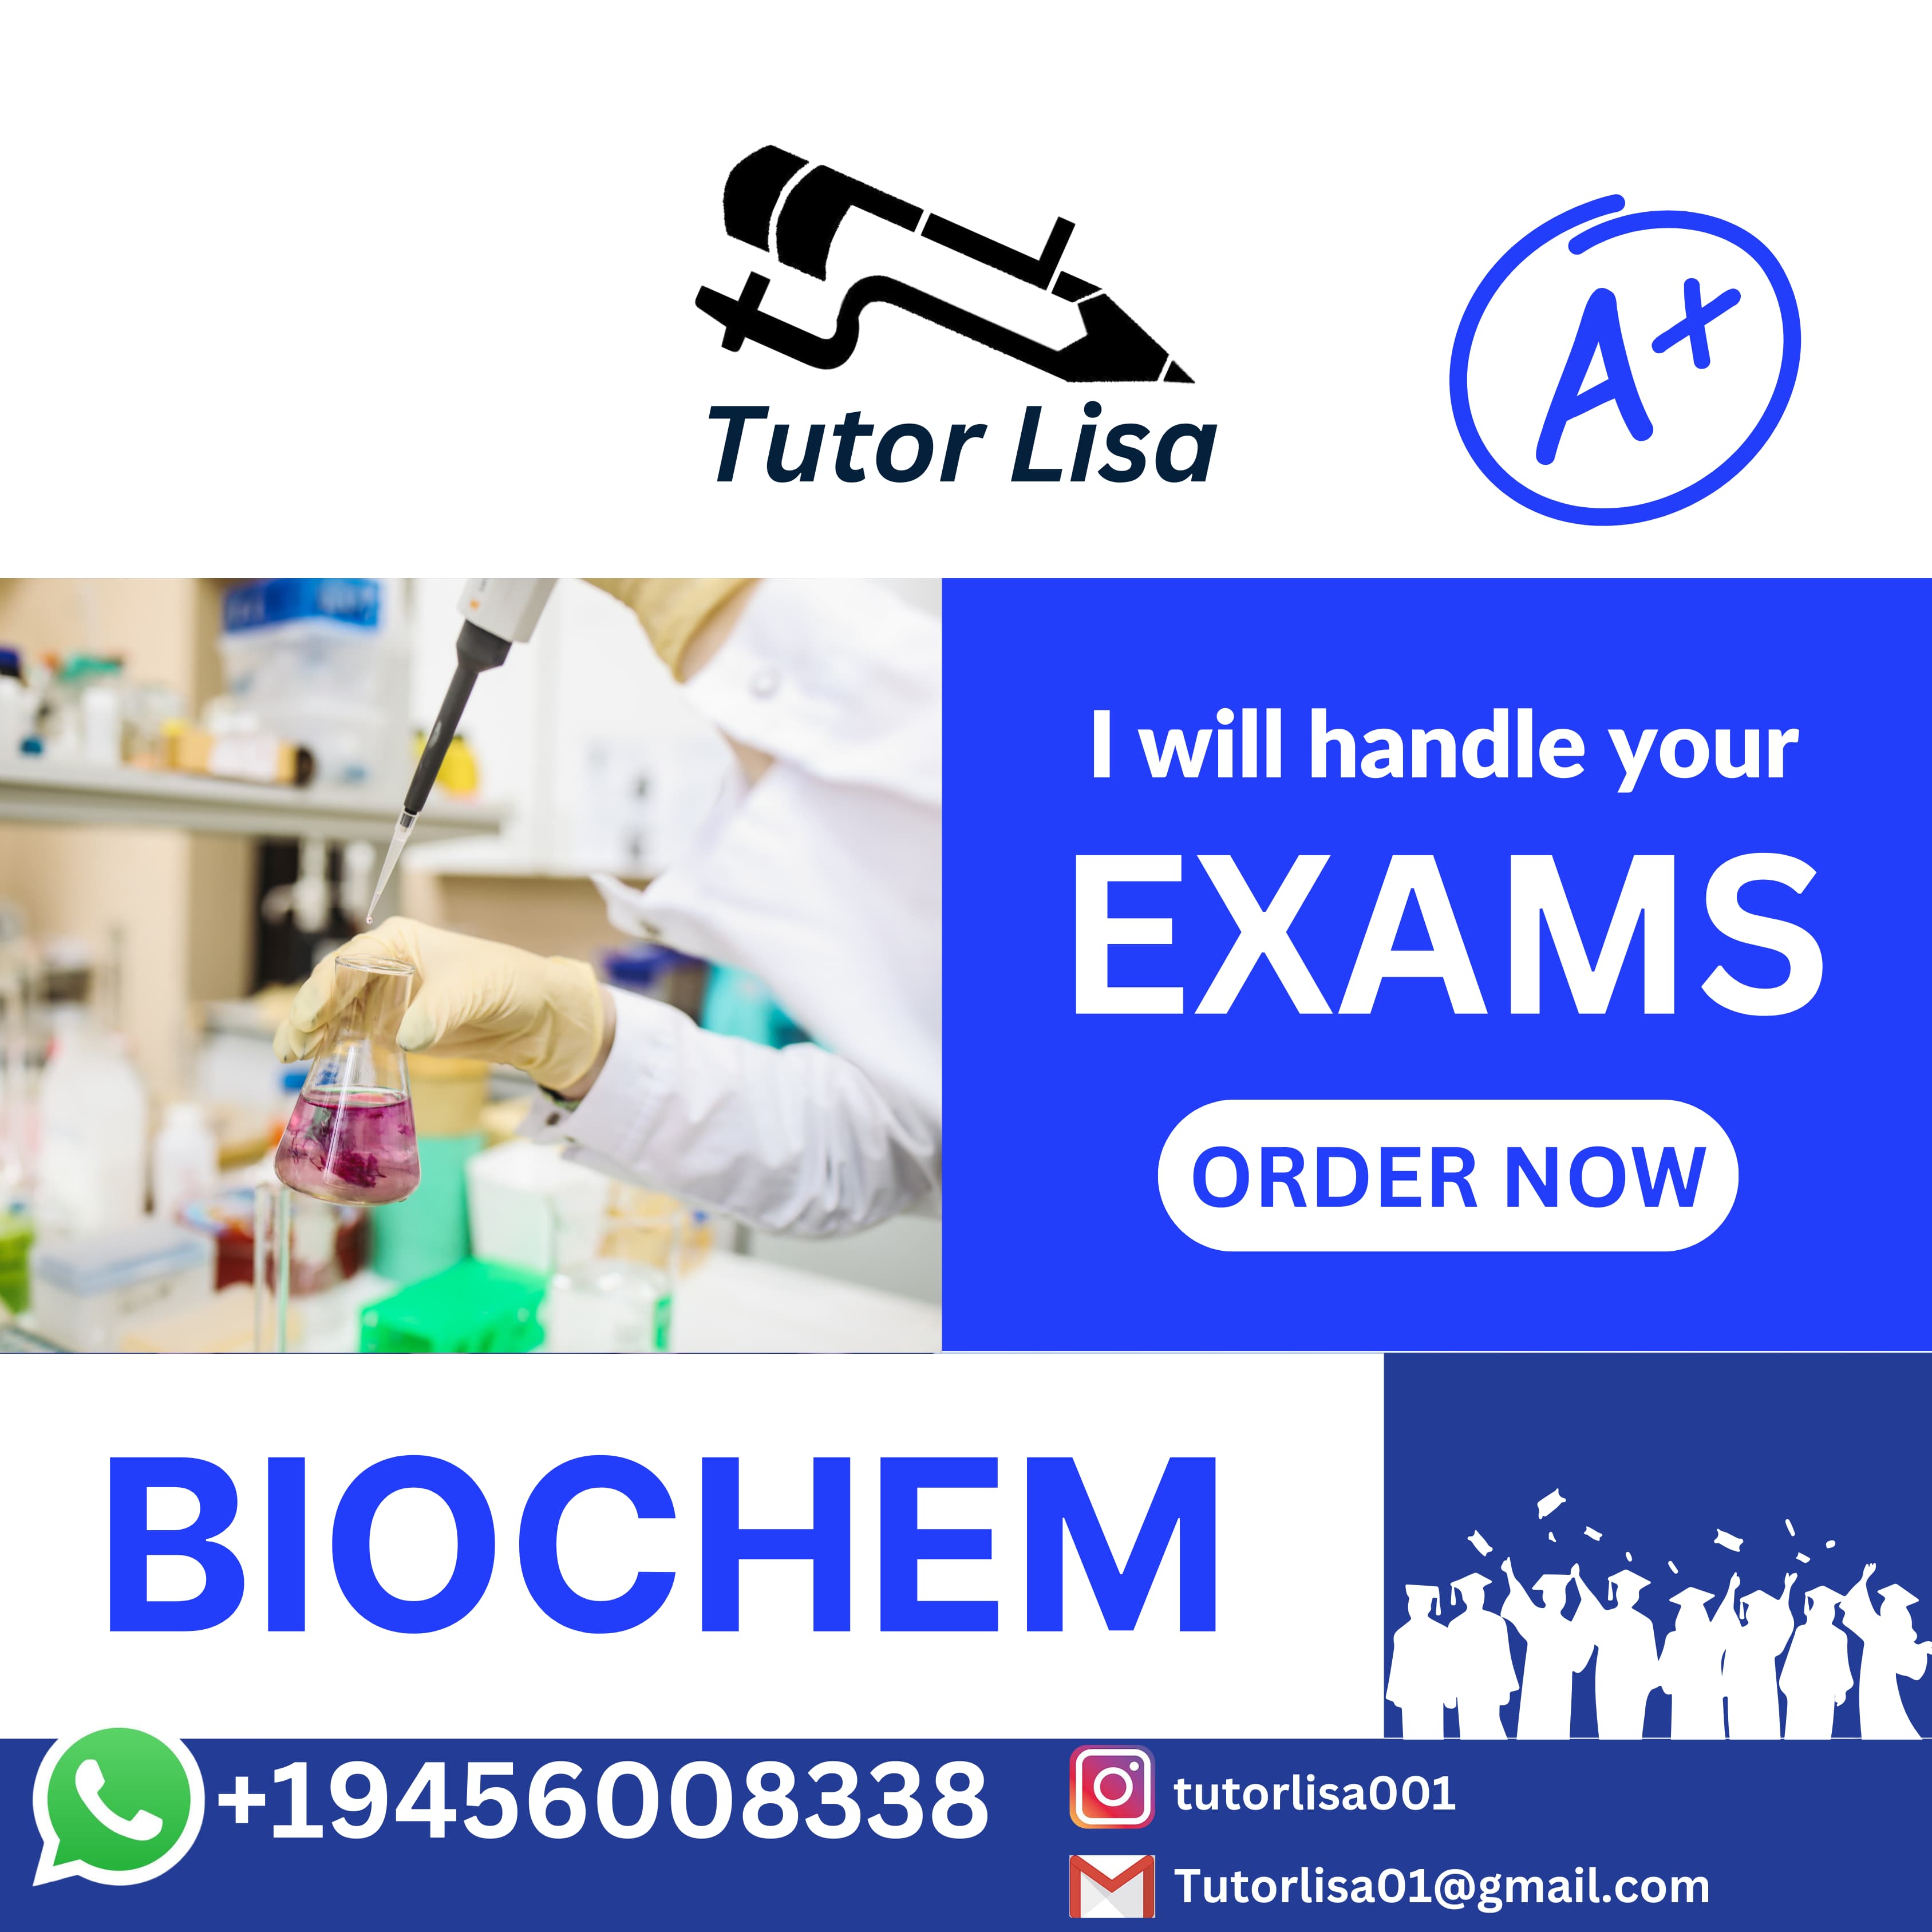 Tutor Lisa
A+
I will handle your
EXAMS
ORDER NOW
BIOCHEM
+19456008338
tutorlisa001
Tutorlisa01@gmail.com